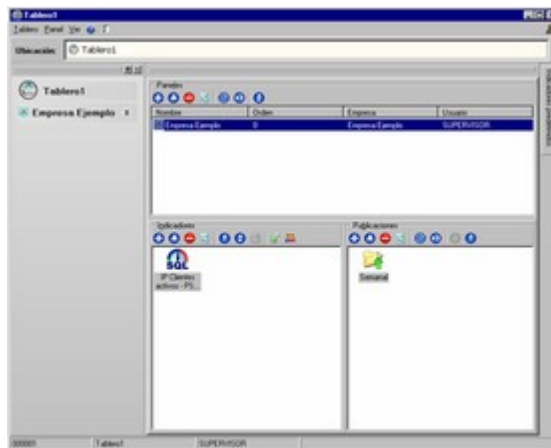 Tablero1
Tablero Panel Ver
Ubicación: Tablero1
Tablero1
Empresa Ejemplo
Paneles
Nombre Orden Empresa Usuario
Empresa Ejemplo 0 Empresa Ejemplo SUPERVISOR
Indicadores
Publicaciones
SQL
IP Clientes
activos - PS...
Semanal
000001 Tablero1 SUPERVISOR